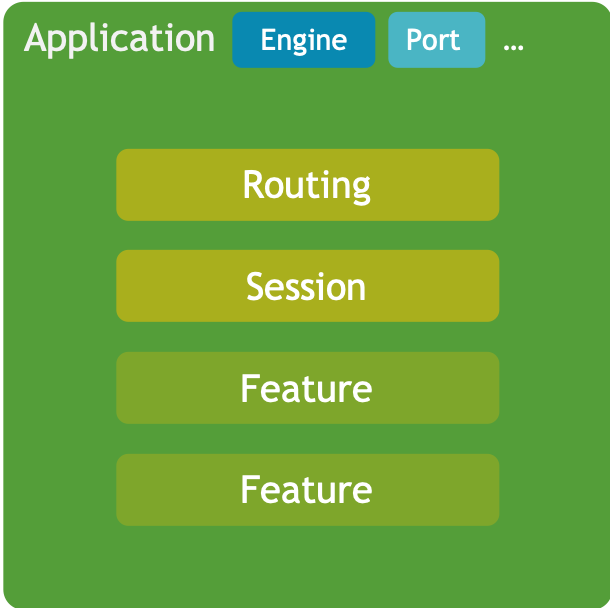 Application Engine Port ...
Routing
Session
Feature
Feature